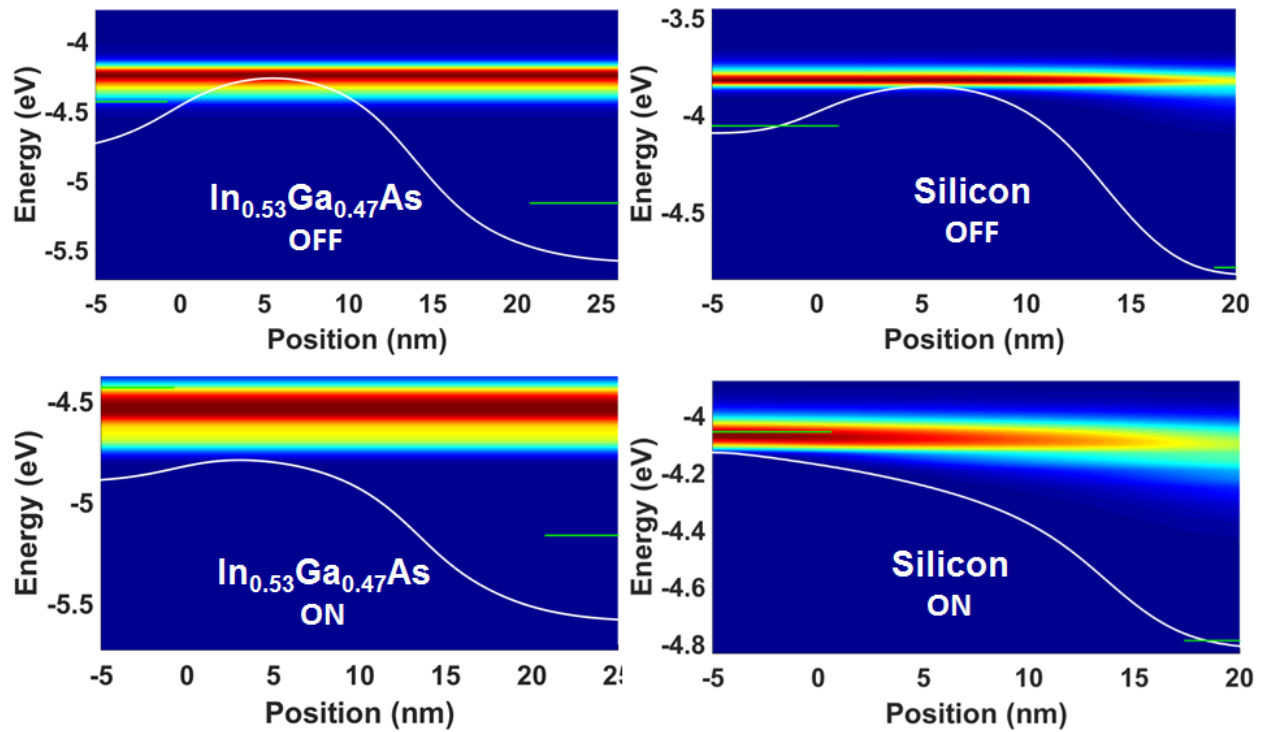 Energy (eV)
-4
-4.5
-5
-5.5
In0.53Ga0.47As
OFF
-5 0 5 10 15 20 25
Position (nm)
Energy (eV)
-3.5
-4
-4.5
Silicon
OFF
-5 0 5 10 15 20
Position (nm)
Energy (eV)
-4.5
-5
-5.5
In0.53Ga0.47As
ON
-5 0 5 10 15 20 25
Position (nm)
Energy (eV)
-4
-4.2
-4.4
-4.6
-4.8
Silicon
ON
-5 0 5 10 15 20
Position (nm)